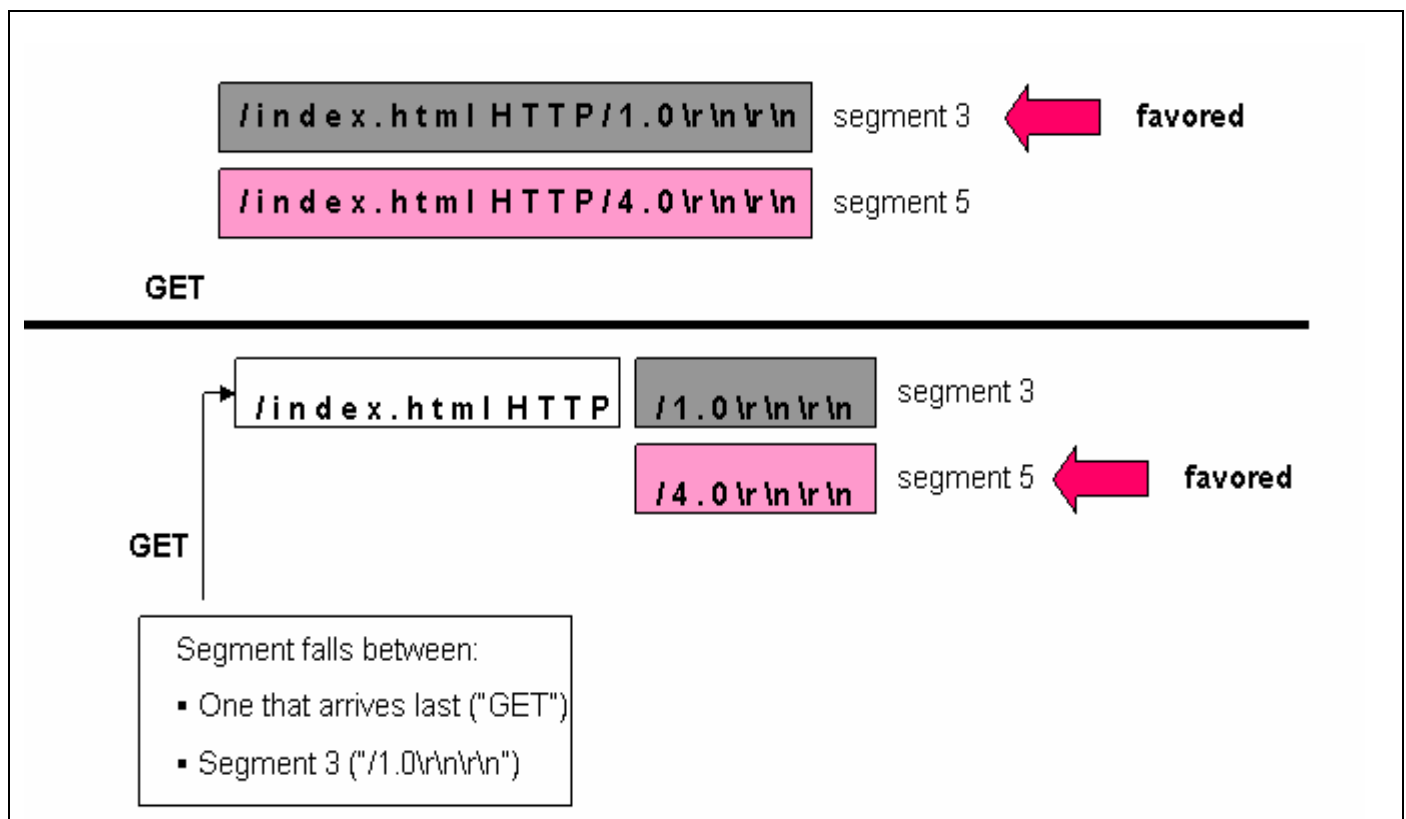 /index.html HTTP/1.0\r\n\r\n segment 3 favored
/index.html HTTP/4.0\r\n\r\n segment 5
GET
/index.html HTTP /1.0\r\n\r\n segment 3
/4.0\r\n\r\n segment 5 favored
GET
Segment falls between:
▪ One that arrives last ("GET")
▪ Segment 3 ("/1.0\r\n\r\n")